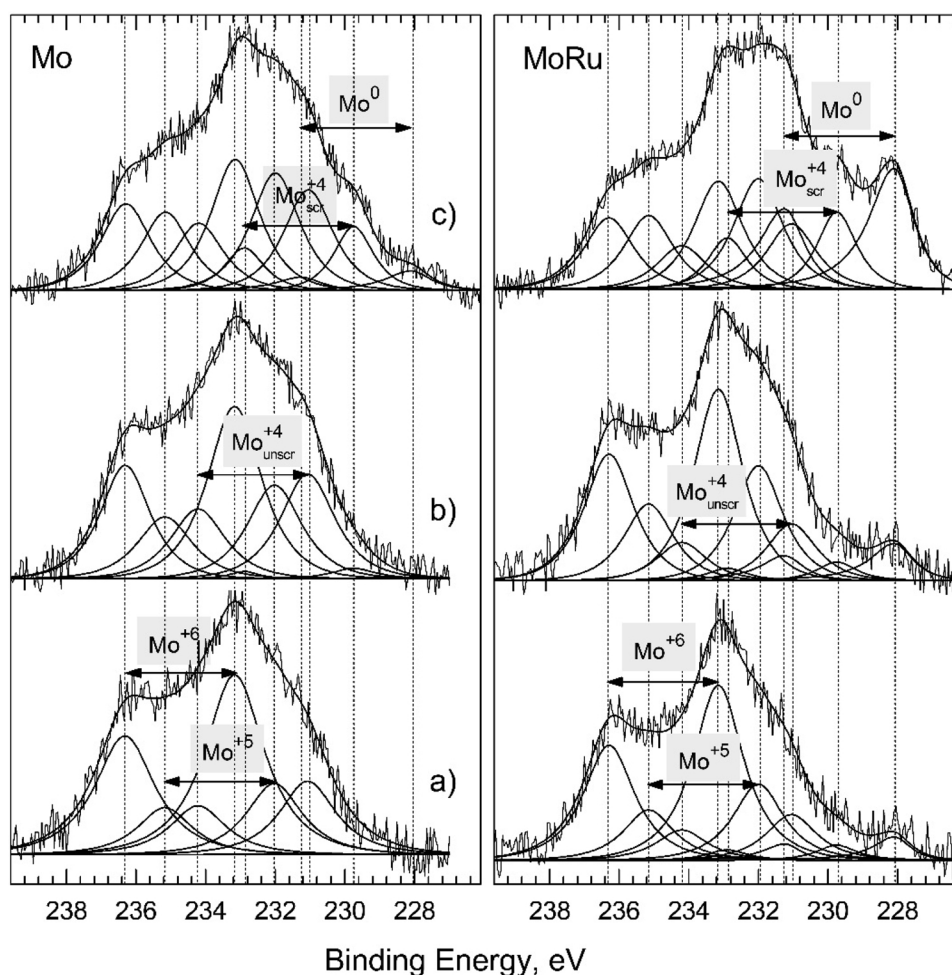 Mo
MoRu
Mo0
Mo0
Mo+4scr
Mo+4scr
c)
Mo+4unscr
Mo+4unscr
b)
Mo+6
Mo+6
Mo+5
Mo+5
a)
238 236 234 232 230 228
238 236 234 232 230 228
Binding Energy, eV